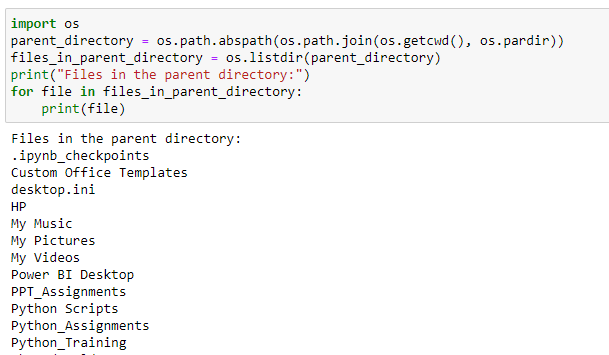 import os
parent_directory = os.path.abspath(os.path.join(os.getcwd(), os.pardir))
files_in_parent_directory = os.listdir(parent_directory)
print("Files in the parent directory:")
for file in files_in_parent_directory:
    print(file)
Files in the parent directory:
.ipynb_checkpoints
Custom Office Templates
desktop.ini
HP
My Music
My Pictures
My Videos
Power BI Desktop
PPT_Assignments
Python Scripts
Python_Assignments
Python_Training